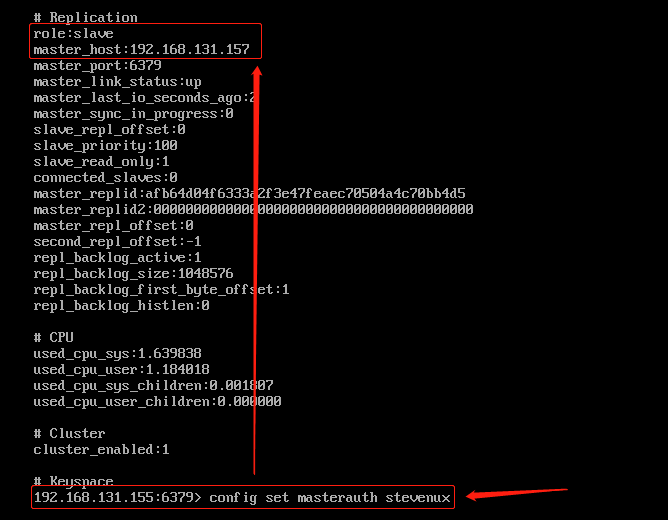 # Replication
role:slave
master_host:192.168.131.157
master_port:6379
master_link_status:up
master_last_io_seconds_ago:2
master_sync_in_progress:0
slave_repl_offset:0
slave_priority:100
slave_read_only:1
connected_slaves:0
master_replid:afb64d04f6333a2f3e47feaec70504a4c70bb4d5
master_replid2:0000000000000000000000000000000000000000
master_repl_offset:0
second_repl_offset:-1
repl_backlog_active:1
repl_backlog_size:1048576
repl_backlog_first_byte_offset:1
repl_backlog_histlen:0
# CPU
used_cpu_sys:1.639838
used_cpu_user:1.184018
used_cpu_sys_children:0.001807
used_cpu_user_children:0.000000
# Cluster
cluster_enabled:1
# Keyspace
192.168.131.155:6379> config set masterauth stevenux